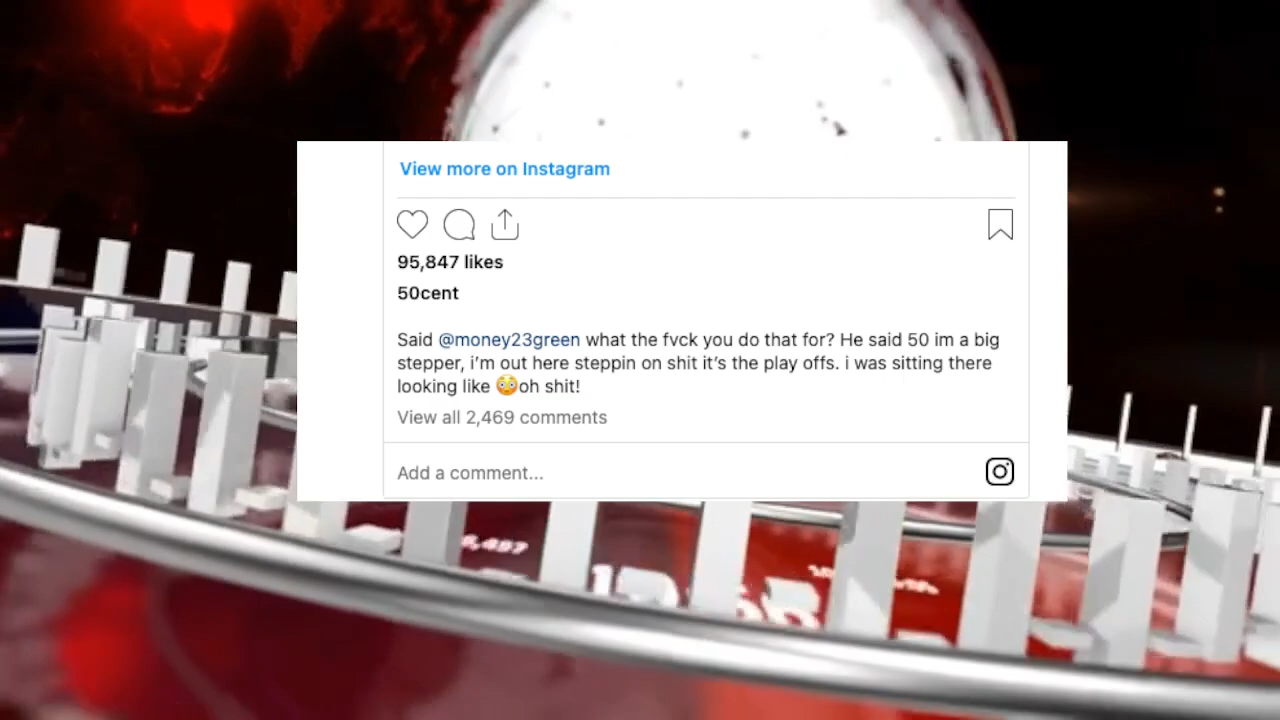 View more on Instagram
95,847 likes
50cent
Said @money23green what the fvck you do that for? He said 50 im a big
stepper, i’m out here steppin on shit it’s the play offs. i was sitting there
looking like 😳oh shit!
View all 2,469 comments
Add a comment...